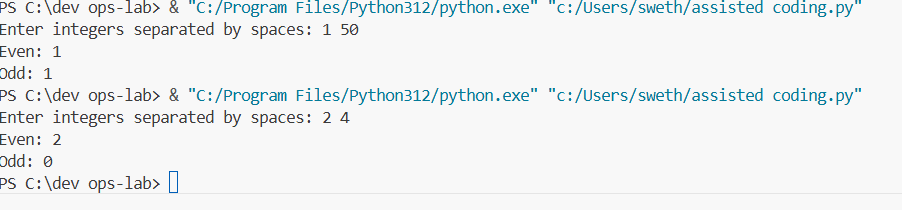 PS C:\dev ops-lab> & "C:/Program Files/Python312/python.exe" "c:/Users/sweth/assisted coding.py"
Enter integers separated by spaces: 1 50
Even: 1
Odd: 1
PS C:\dev ops-lab> & "C:/Program Files/Python312/python.exe" "c:/Users/sweth/assisted coding.py"
Enter integers separated by spaces: 2 4
Even: 2
Odd: 0
PS C:\dev ops-lab>